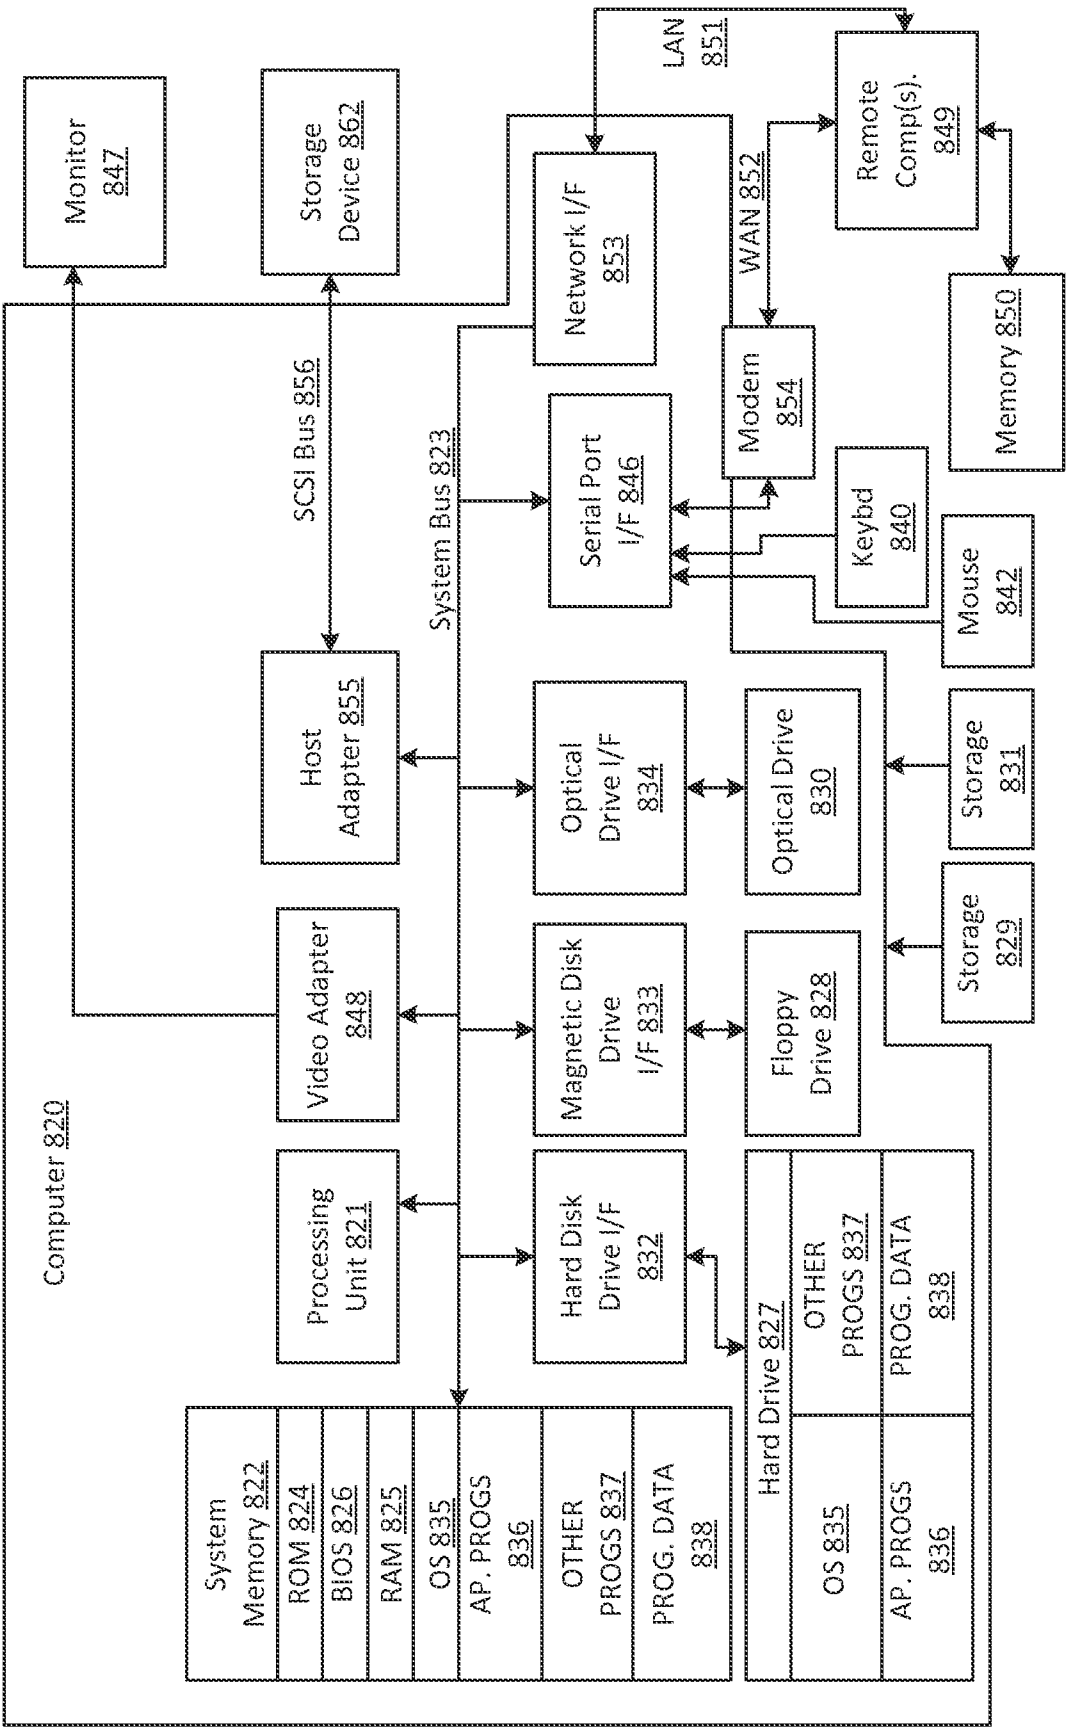 Computer 820
Monitor
847
System
Memory 822
ROM 824
BIOS 826
RAM 825
OS 835
AP. PROGS
836
OTHER
PROGS 837
PROG. DATA
838
Processing
Unit 821
Video Adapter
848
Host
Adapter 855
SCSI Bus 856
Storage
Device 862
System Bus 823
Hard Disk
Drive I/F
832
Magnetic Disk
Drive
I/F 833
Optical
Drive I/F
834
Serial Port
I/F 846
Network I/F
853
LAN
851
Hard Drive 827
OS 835
OTHER
PROGS 837
AP. PROGS
836
PROG. DATA
838
Floppy
Drive 828
Optical Drive
830
Modem
854
WAN 852
Remote
Comp(s).
849
Keybd
840
Storage
829
Storage
831
Mouse
842
Memory 850